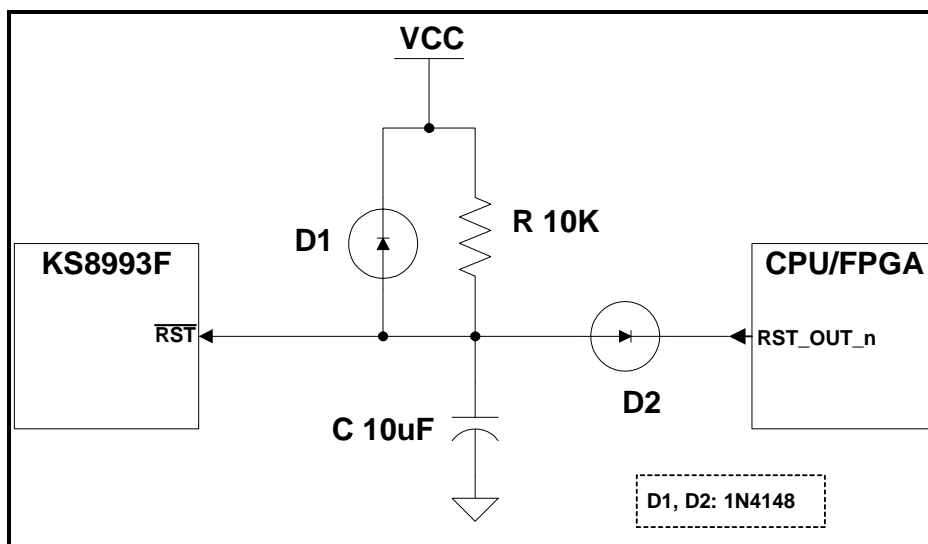 VCC
D1
R 10K
KS8993F
CPU/FPGA
RST
RST_OUT_n
D2
C 10uF
D1, D2: 1N4148